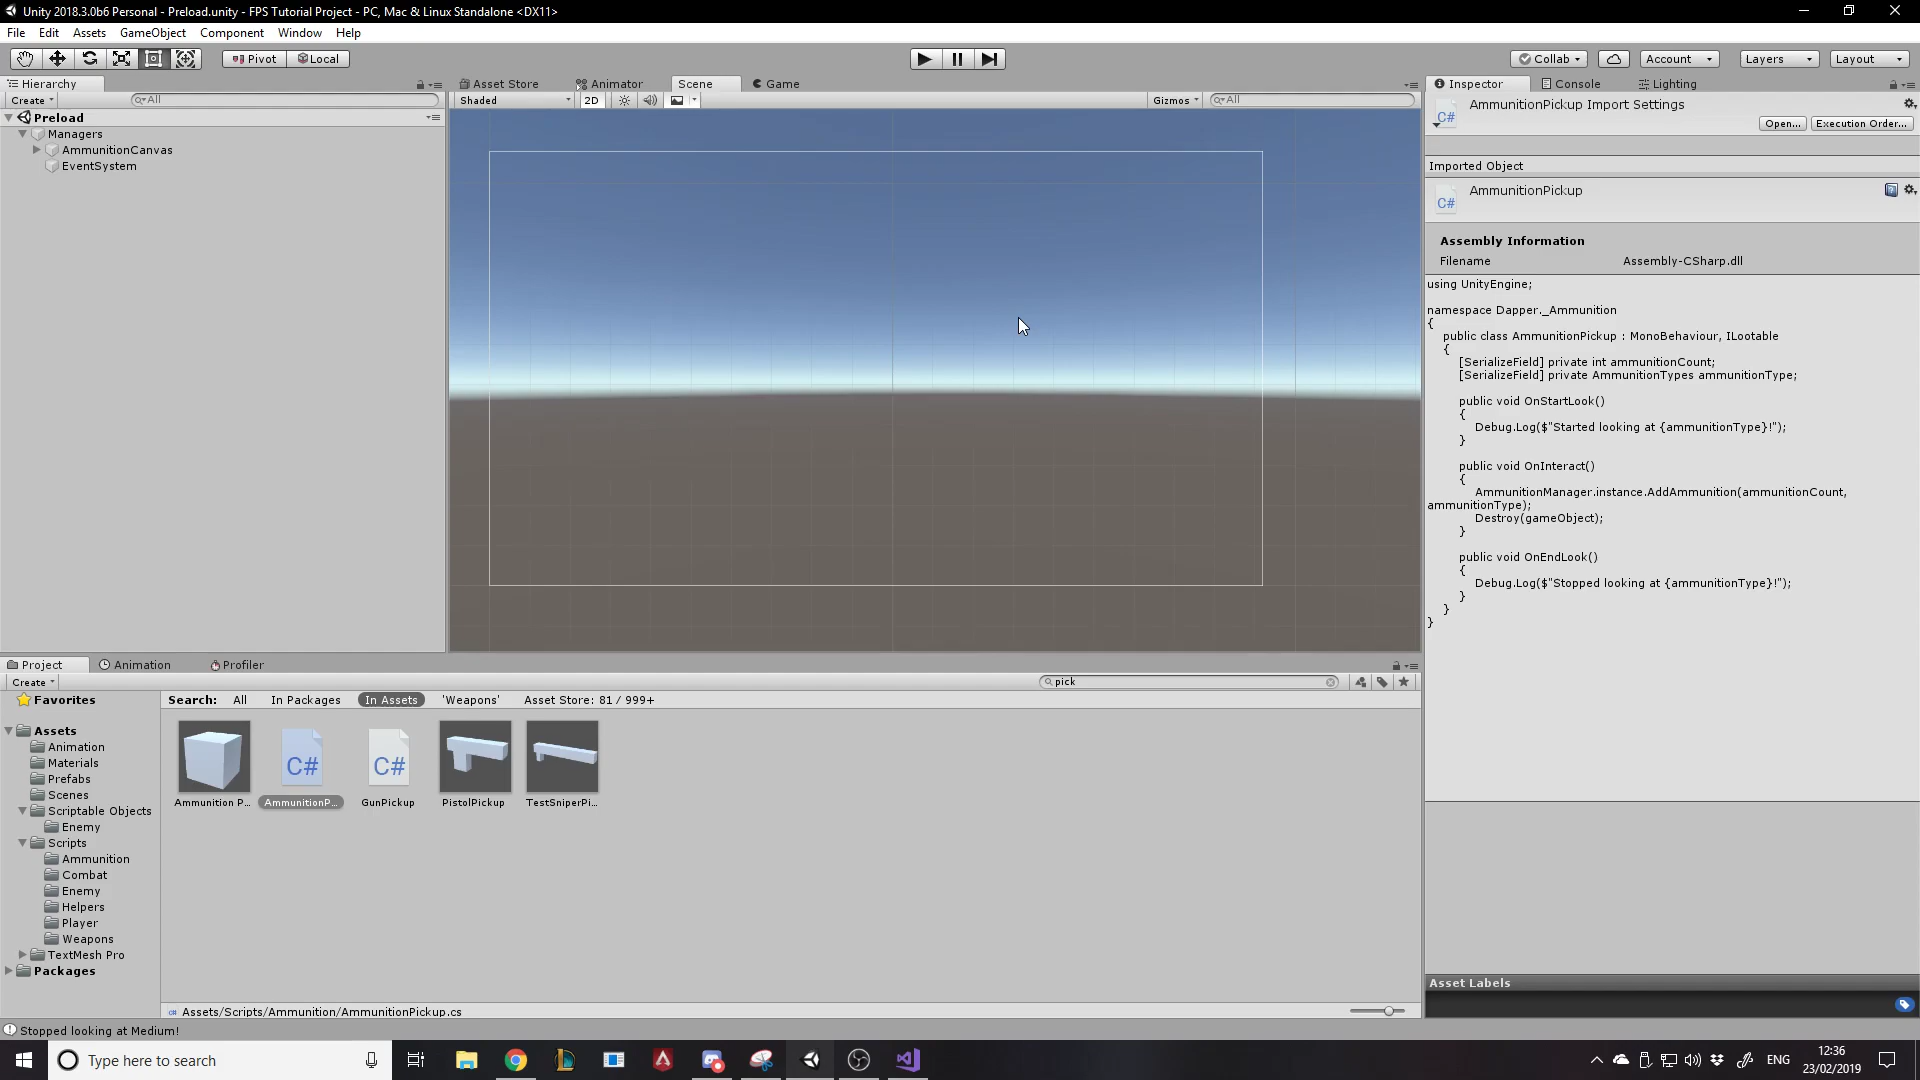 Unity 2018.3.0b6 Personal - Preload.unity - FPS Tutorial Project - PC, Mac & Linux Standalone <DX11>
File Edit Assets GameObject Component Window Help
Pivot Local Collab Account Layers Layout
Hierarchy Asset Store Animator Scene Game Inspector Console Lighting
Create All Shaded 2D Gizmos All
AmmunitionPickup Import Settings
Open... Execution Order...
Preload
Managers
AmmunitionCanvas
EventSystem
Imported Object
AmmunitionPickup
C#
C#
Assembly Information
Filename Assembly-CSharp.dll
using UnityEngine;
namespace Dapper._Ammunition
{
public class AmmunitionPickup : MonoBehaviour, ILootable
{
[SerializeField] private int ammunitionCount;
[SerializeField] private AmmunitionTypes ammunitionType;
public void OnStartLook()
{
Debug.Log($"Started looking at {ammunitionType}!");
}
public void OnInteract()
{
AmmunitionManager.instance.AddAmmunition(ammunitionCount,
ammunitionType);
Destroy(gameObject);
}
public void OnEndLook()
{
Debug.Log($"Stopped looking at {ammunitionType}!");
}
}
}
Project Animation Profiler
Create pick
Favorites Search: All In Packages In Assets 'Weapons' Asset Store: 81 / 999+
Assets
Animation
Materials
Prefabs
Scenes
Scriptable Objects
Enemy
Scripts
Ammunition
Combat
Enemy
Helpers
Player
Weapons
TextMesh Pro
Packages
C# C#
Ammunition P... AmmunitionP... GunPickup PistolPickup TestSniperPi...
Asset Labels
Assets/Scripts/Ammunition/AmmunitionPickup.cs
Stopped looking at Medium!
Type here to search
ENG
12:36
23/02/2019